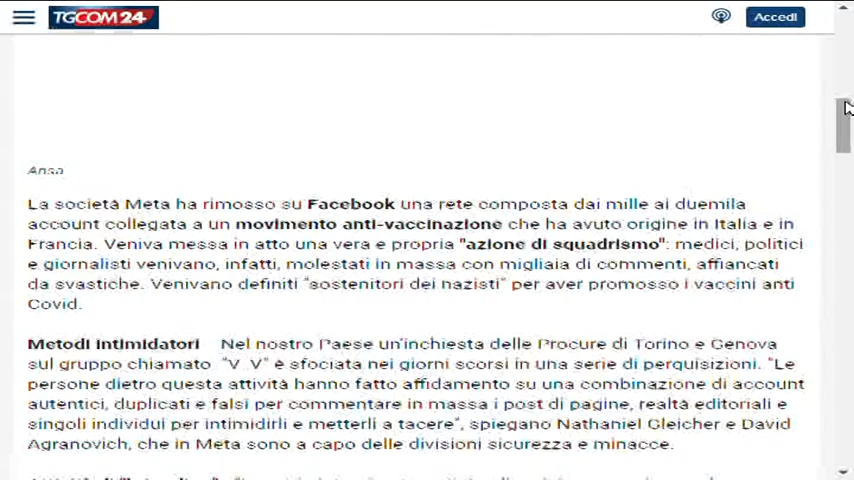 TGCOM24
Accedi
Ansa
La società Meta ha rimosso su Facebook una rete composta dai mille ai duemila
account collegata a un movimento anti-vaccinazione che ha avuto origine in Italia e in
Francia. Veniva messa in atto una vera e propria "azione di squadrismo": medici, politici
e giornalisti venivano, infatti, molestati in massa con migliaia di commenti, affiancati
da svastiche. Venivano definiti "sostenitori dei nazisti" per aver promosso i vaccini anti
Covid.
Metodi intimidatori Nel nostro Paese un'inchiesta delle Procure di Torino e Genova
sul gruppo chiamato "V_V" è sfociata nei giorni scorsi in una serie di perquisizioni. "Le
persone dietro questa attività hanno fatto affidamento su una combinazione di account
autentici, duplicati e falsi per commentare in massa i post di pagine, realtà editoriali e
singoli individui per intimidirli e metterli a tacere", spiegano Nathaniel Gleicher e David
Agranovich, che in Meta sono a capo delle divisioni sicurezza e minacce.